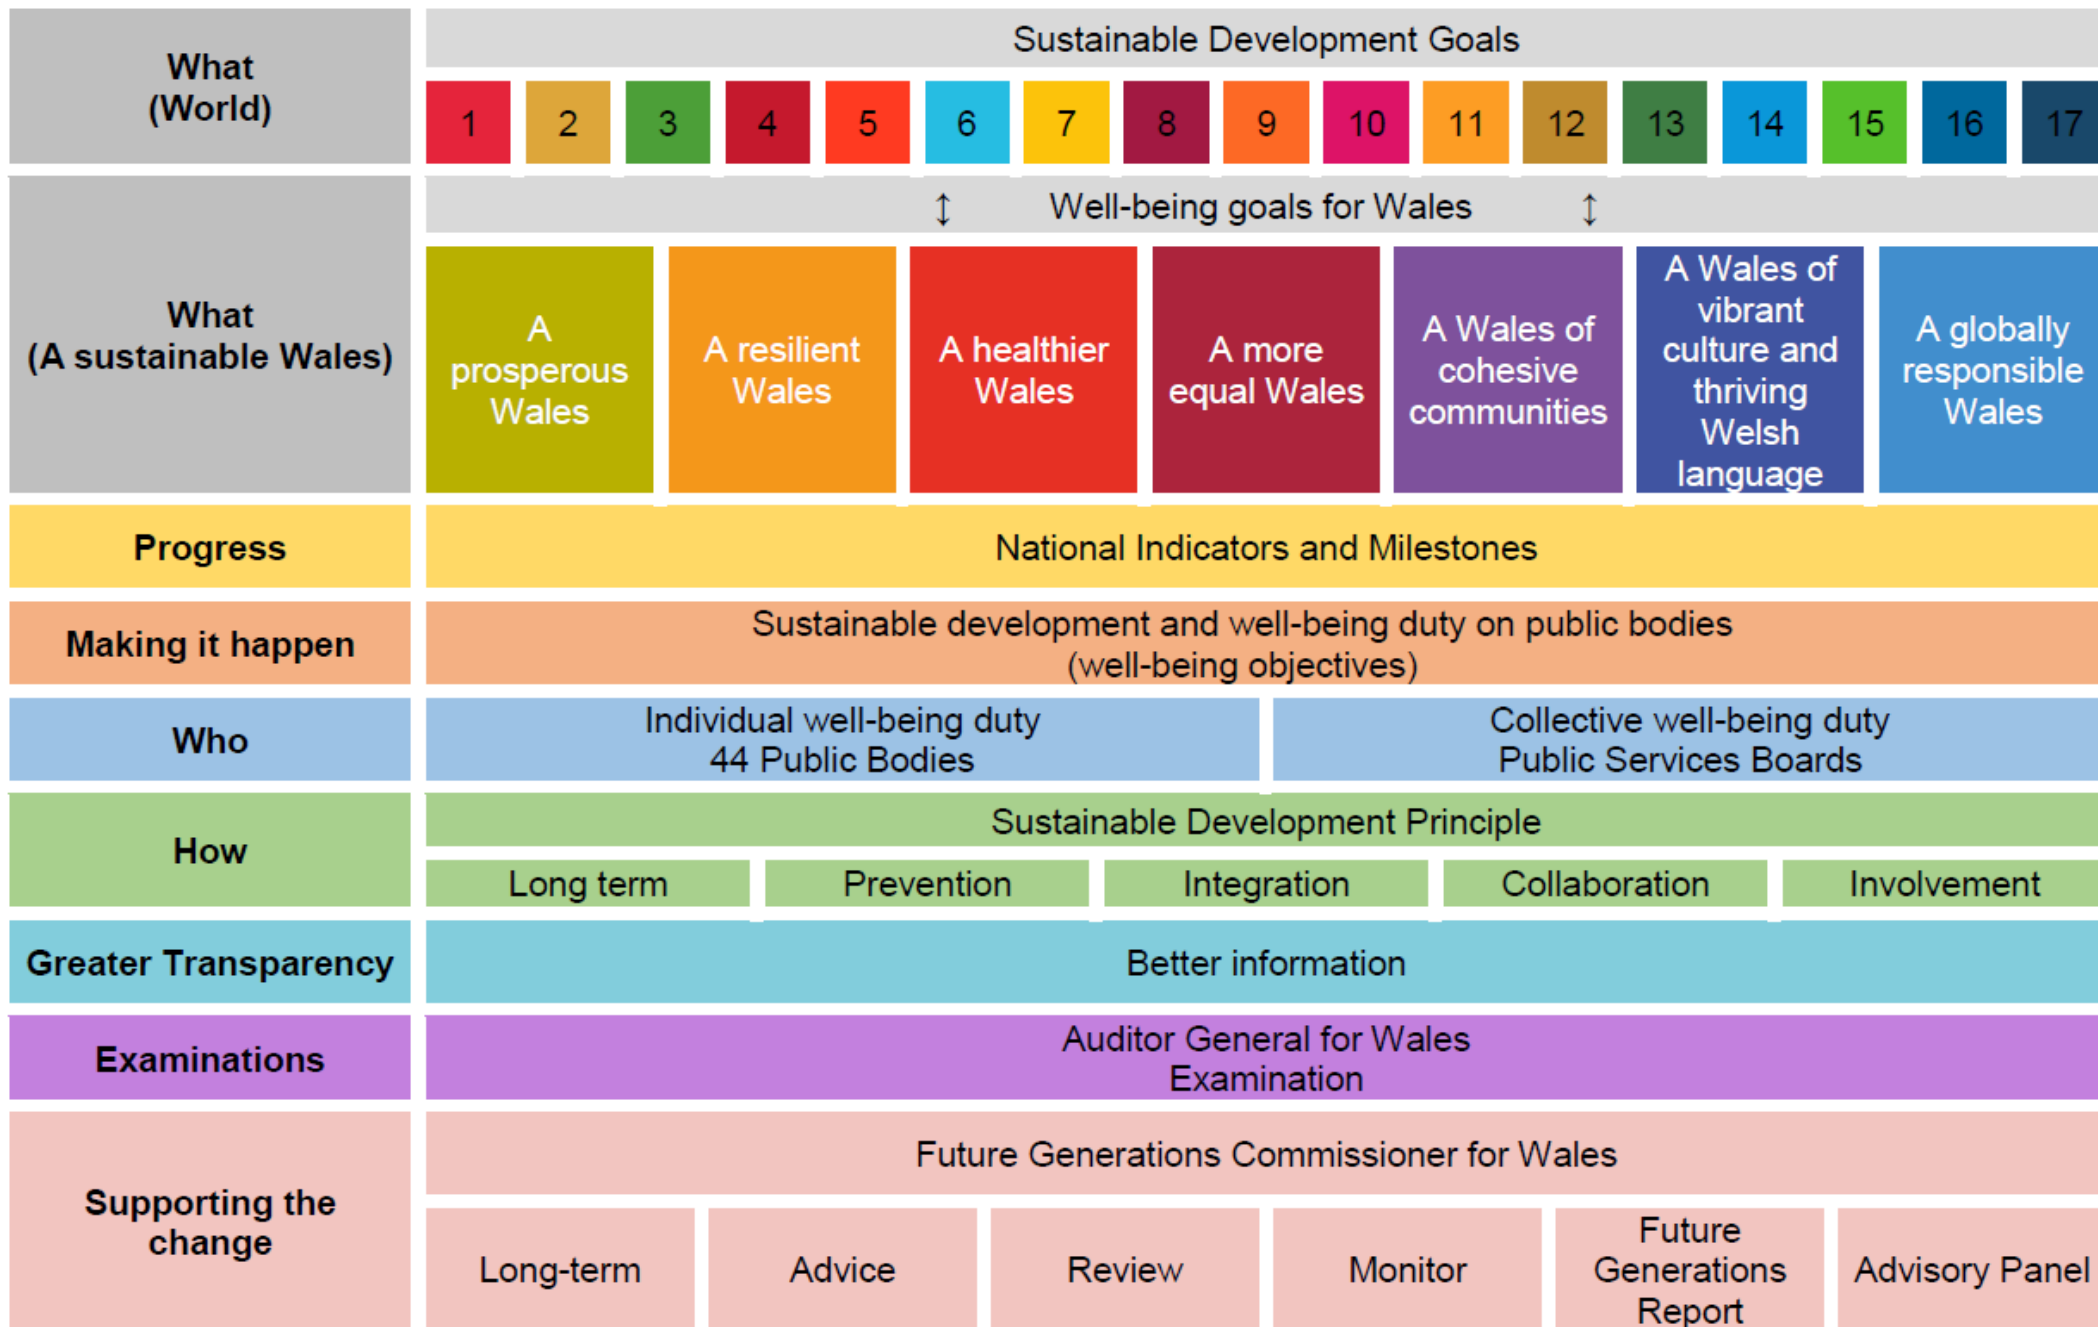 What
(World)
Sustainable Development Goals
1 2 3 4 5 6 7 8 9 10 11 12 13 14 15 16 17
What
(A sustainable Wales)
↕ Well-being goals for Wales ↕
A
prosperous
Wales
A resilient
Wales
A healthier
Wales
A more
equal Wales
A Wales of
cohesive
communities
A Wales of
vibrant
culture and
thriving
Welsh
language
A globally
responsible
Wales
Progress
National Indicators and Milestones
Making it happen
Sustainable development and well-being duty on public bodies
(well-being objectives)
Who
Individual well-being duty
44 Public Bodies
Collective well-being duty
Public Services Boards
How
Sustainable Development Principle
Long term
Prevention
Integration
Collaboration
Involvement
Greater Transparency
Better information
Examinations
Auditor General for Wales
Examination
Supporting the
change
Future Generations Commissioner for Wales
Long-term
Advice
Review
Monitor
Future
Generations
Report
Advisory Panel